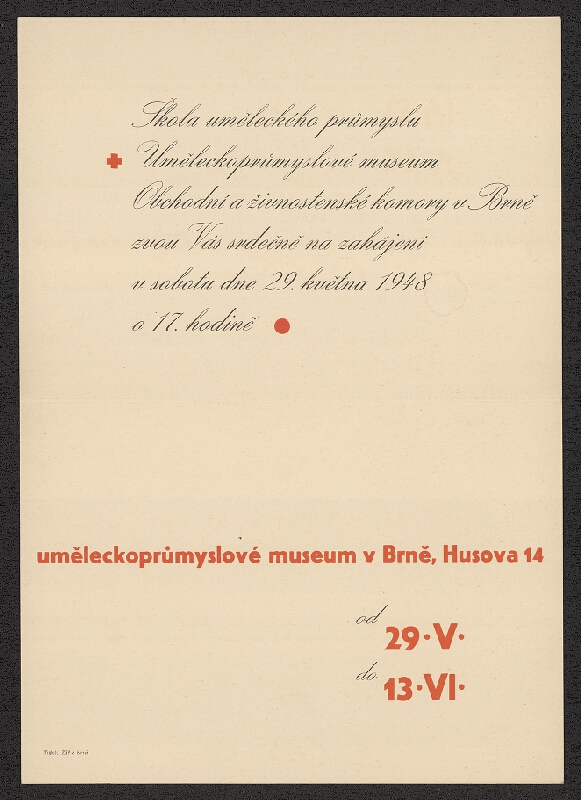 Škola uměleckého průmyslu
Uměleckoprůmyslové museum
Obchodní a živnostenské komory v Brně
zvou Vás srdečně na zahájení
v sobotu dne 29. května 1948
o 17. hodině
uměleckoprůmyslové museum v Brně, Husova 14
od
29·V·
do
13·VI·
v Brně